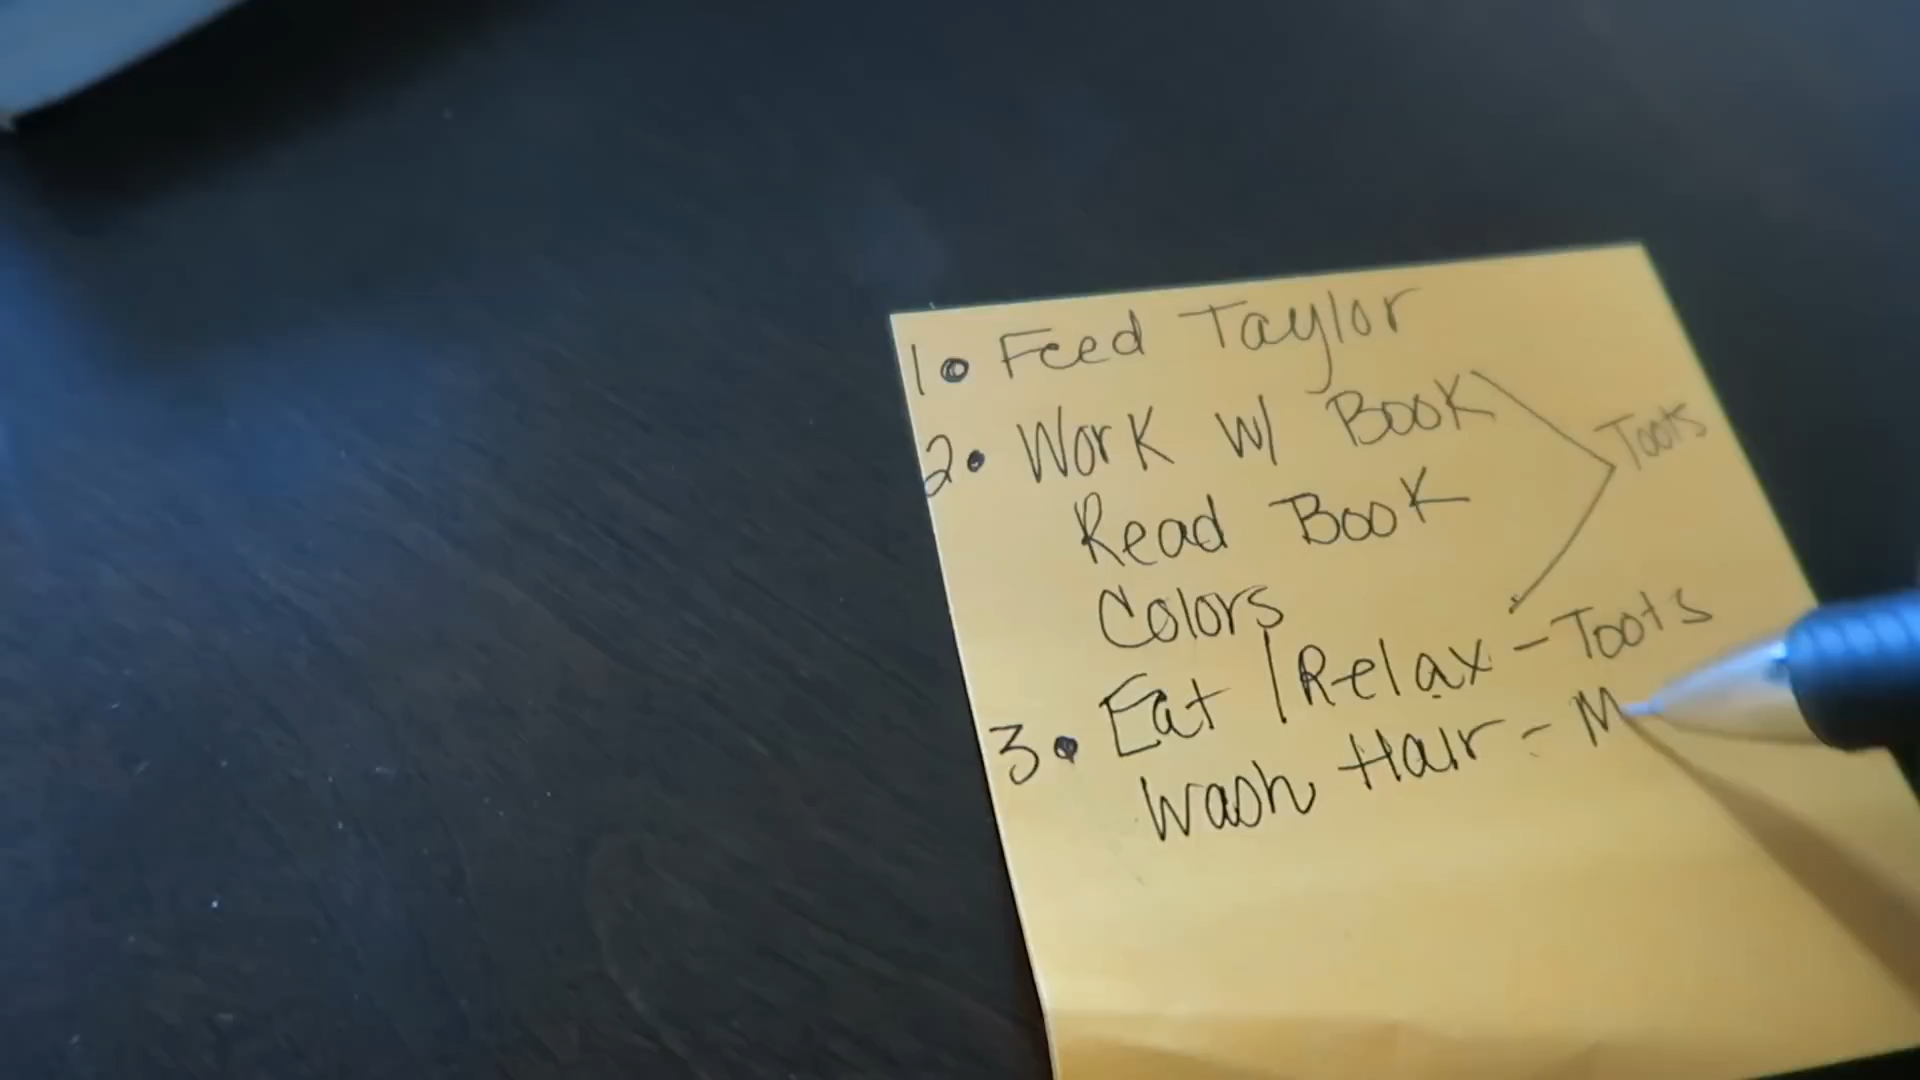 1. Feed Taylor
2. Work w/ Book
Read Book
Colors
Toots
3. Eat / Relax - Toots
Wash Hair - M